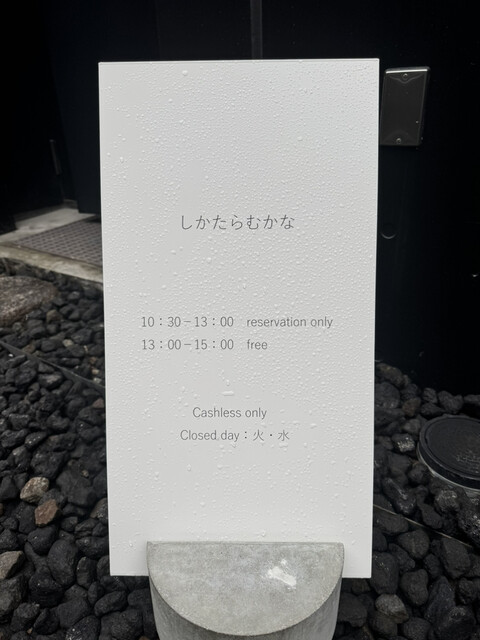 しかたらむかな
10：30－13：00　reservation only
13：00－15：00　free
Cashless only
Closed day：火・水